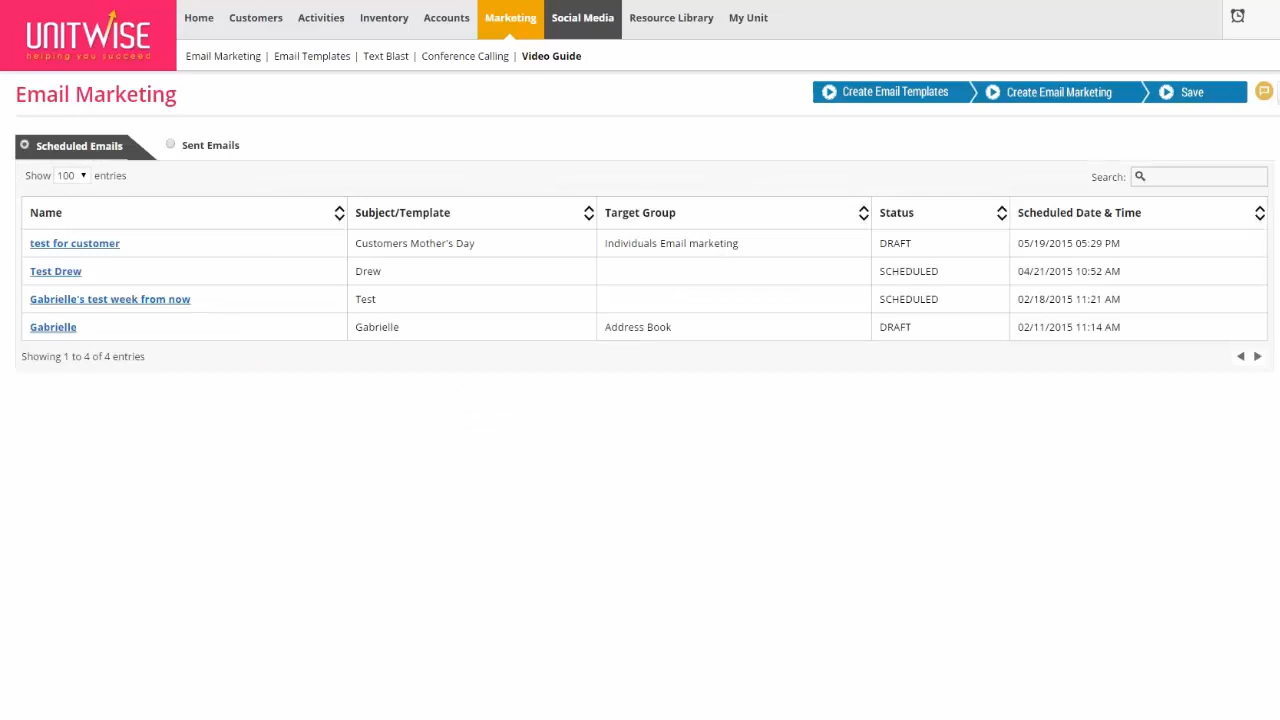 UNITWISE
helping you succeed
Home Customers Activities Inventory Accounts Marketing Social Media Resource Library My Unit
Email Marketing | Email Templates | Text Blast | Conference Calling | Video Guide
Email Marketing
Create Email Templates Create Email Marketing Save
Scheduled Emails Sent Emails
Show 100 entries
Search:
Name Subject/Template Target Group Status Scheduled Date & Time
test for customer Customers Mother's Day Individuals Email marketing DRAFT 05/19/2015 05:29 PM
Test Drew Drew SCHEDULED 04/21/2015 10:52 AM
Gabrielle's test week from now Test SCHEDULED 02/18/2015 11:21 AM
Gabrielle Gabrielle Address Book DRAFT 02/11/2015 11:14 AM
Showing 1 to 4 of 4 entries